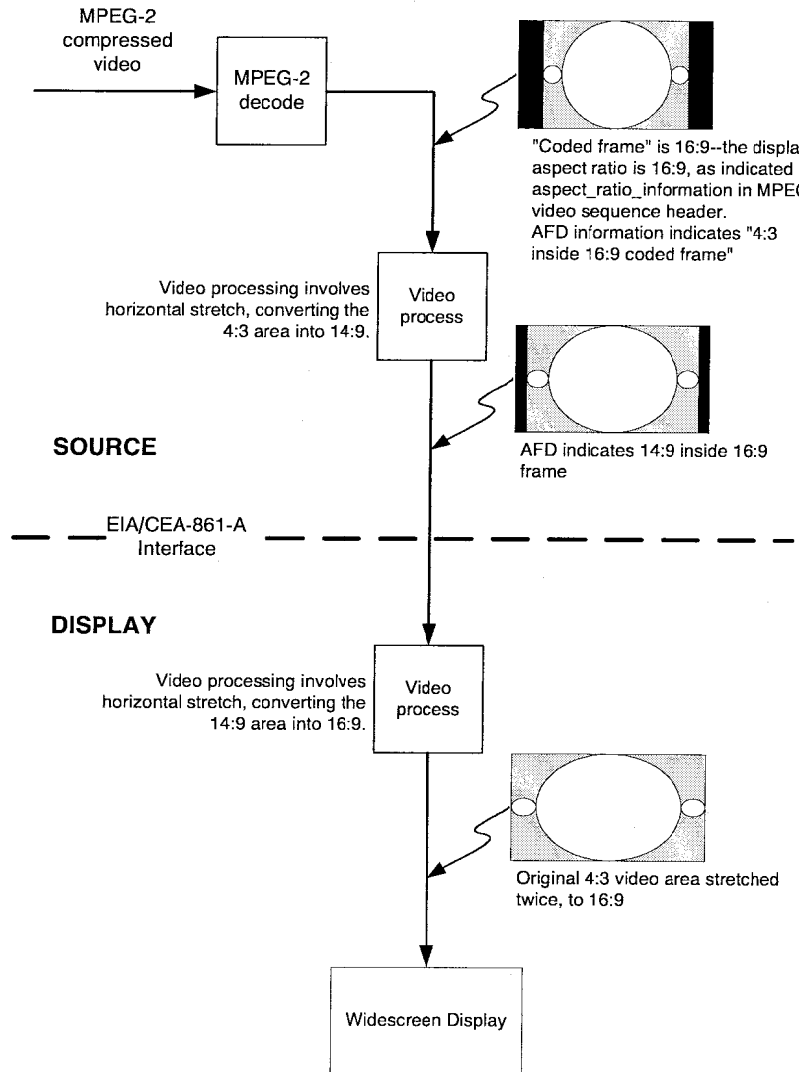 MPEG-2
compressed
video
MPEG-2
decode
"Coded frame" is 16:9--the displa
aspect ratio is 16:9, as indicated
aspect_ratio_information in MPEG
video sequence header.
AFD information indicates "4:3
inside 16:9 coded frame"
Video processing involves
horizontal stretch, converting the
4:3 area into 14:9.
Video
process
SOURCE
AFD indicates 14:9 inside 16:9
frame
EIA/CEA-861-A
Interface
DISPLAY
Video processing involves
horizontal stretch, converting the
14:9 area into 16:9.
Video
process
Original 4:3 video area stretched
twice, to 16:9
Widescreen Display